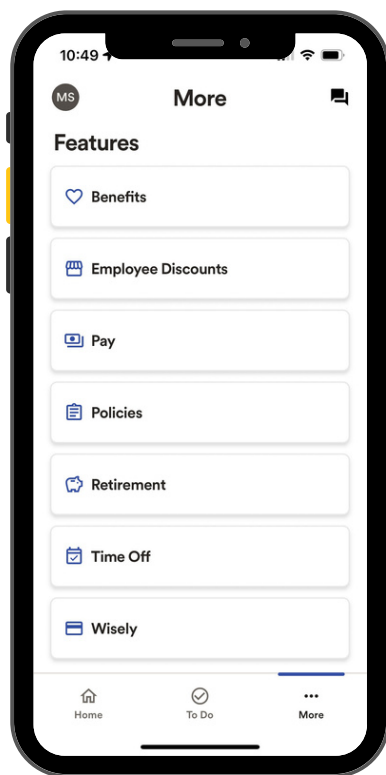 10:49
MS
More
Features
Benefits
Employee Discounts
Pay
Policies
Retirement
Time Off
Wisely
Home
To Do
More